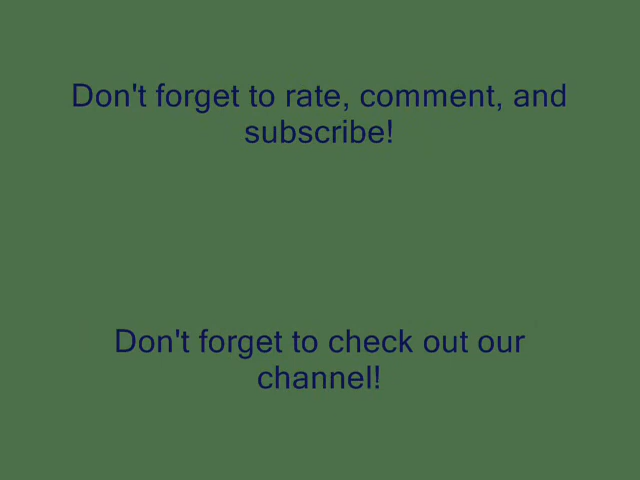 Don't forget to rate, comment, and
subscribe!
Don't forget to check out our
channel!